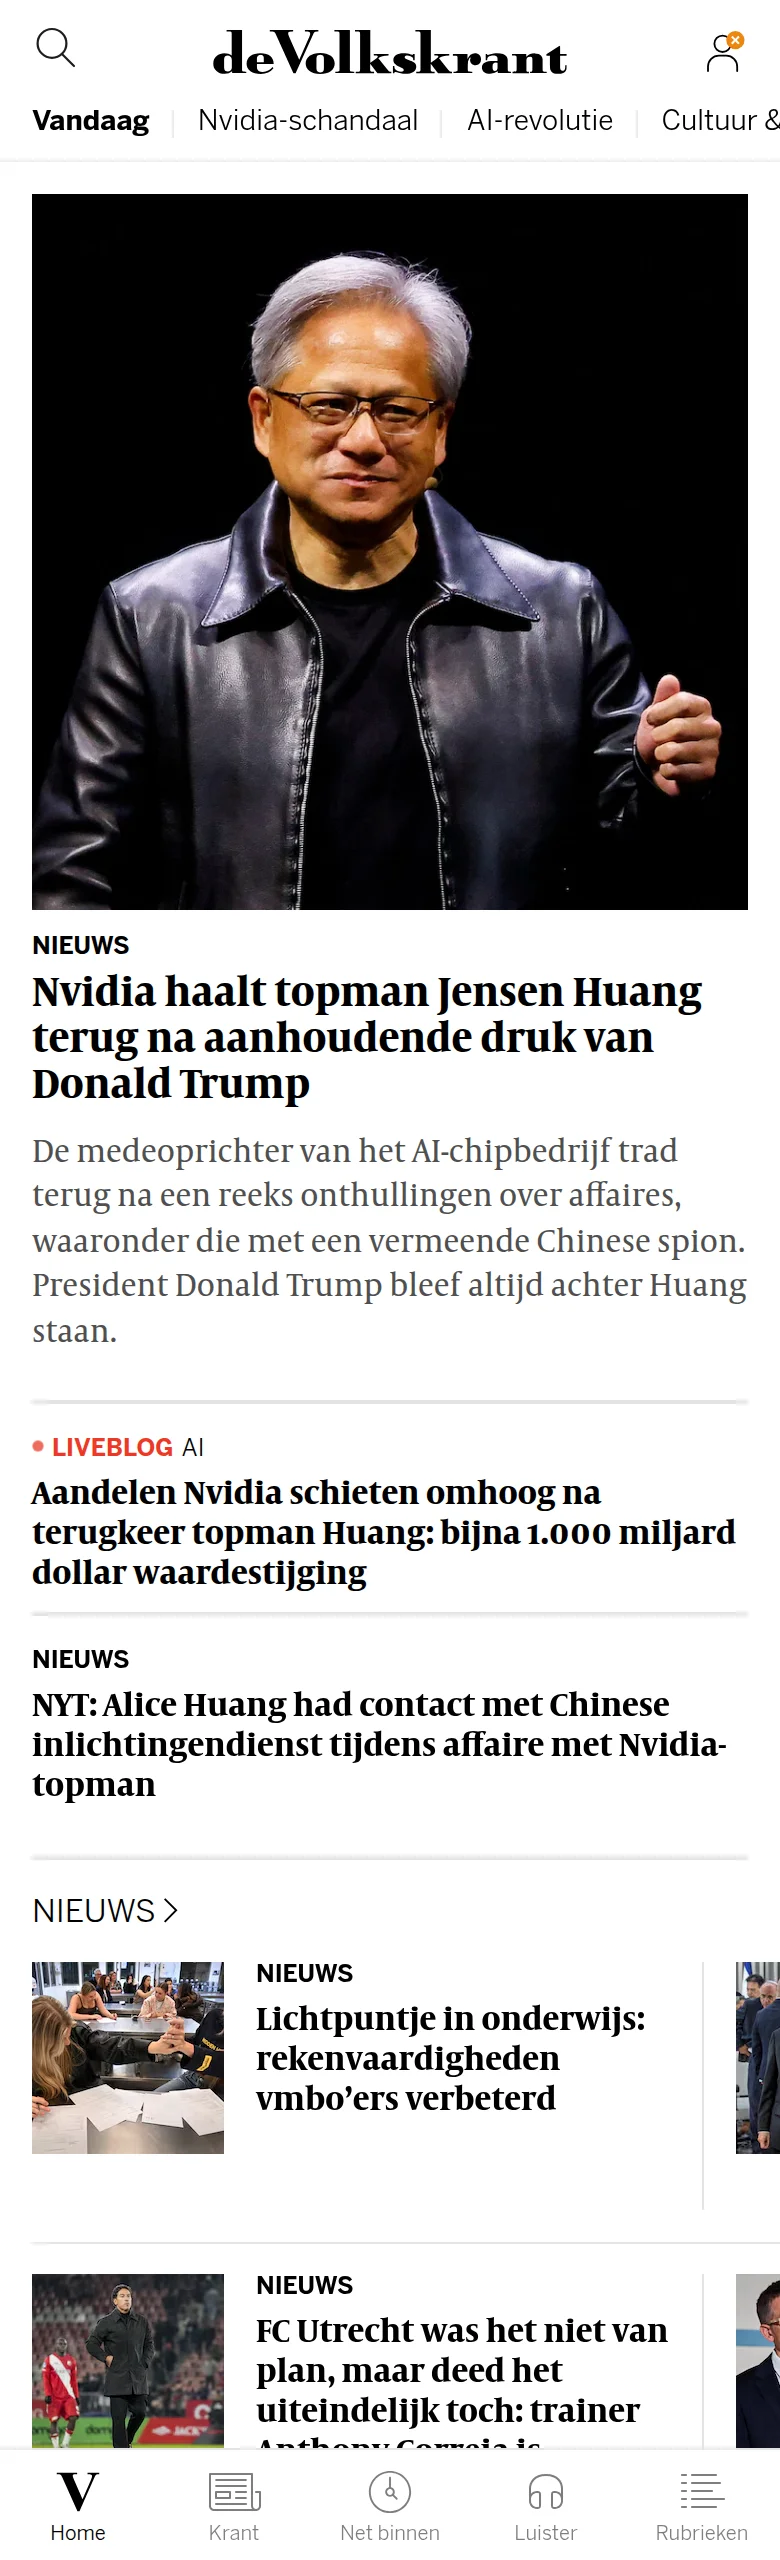 deVolkskrant
Vandaag
Nvidia-schandaal
AI-revolutie
Cultuur &
NIEUWS
Nvidia haalt topman Jensen Huang
terug na aanhoudende druk van
Donald Trump
De medeoprichter van het AI-chipbedrijf trad
terug na een reeks onthullingen over affaires,
waaronder die met een vermeende Chinese spion.
President Donald Trump bleef altijd achter Huang
staan.
LIVEBLOG AI
Aandelen Nvidia schieten omhoog na
terugkeer topman Huang: bijna 1.000 miljard
dollar waardestijging
NIEUWS
NYT: Alice Huang had contact met Chinese
inlichtingendienst tijdens affaire met Nvidia-
topman
NIEUWS
NIEUWS
Lichtpuntje in onderwijs:
rekenvaardigheden
vmbo’ers verbeterd
NIEUWS
FC Utrecht was het niet van
plan, maar deed het
uiteindelijk toch: trainer
Anthony Correia is
V
Home
Krant
Net binnen
Luister
Rubrieken